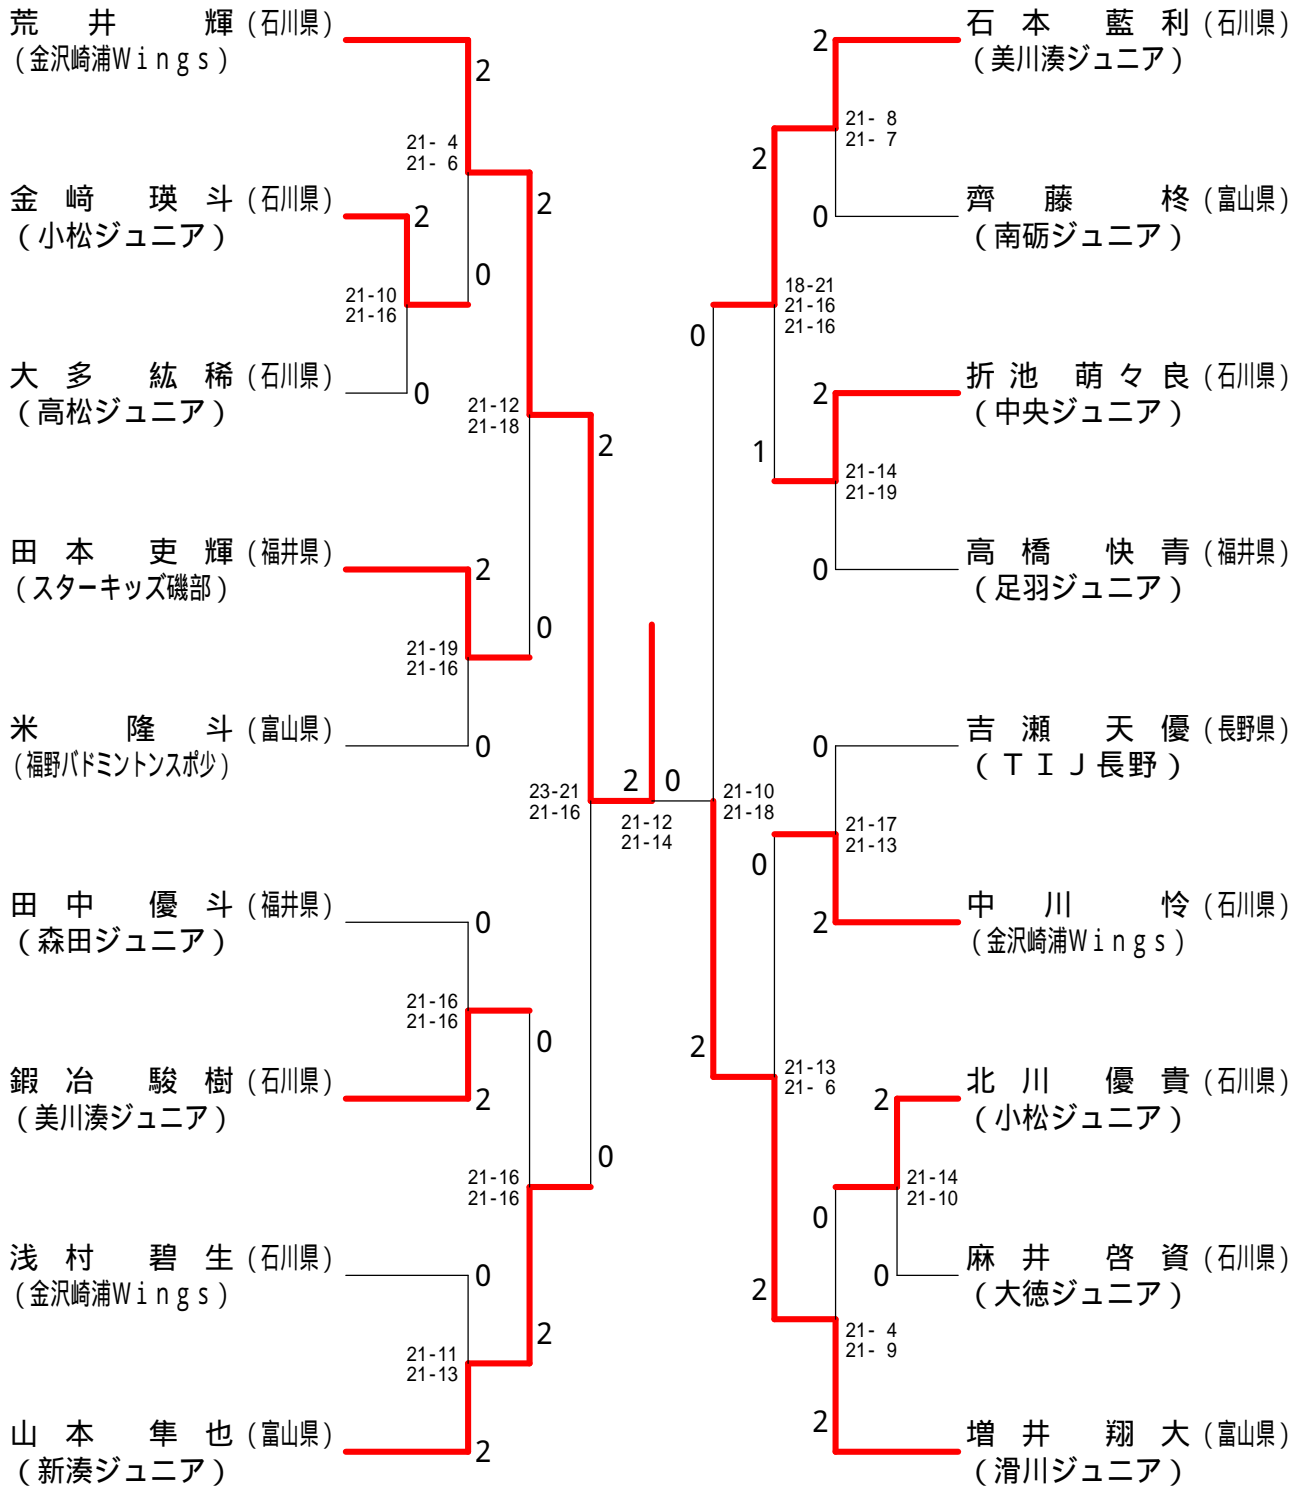 荒井 輝 (石川県)
(金沢崎浦Wings)
2
21- 4
21- 6
金﨑 瑛斗 (石川県)
(小松ジュニア)
2
2
0
21-10
21-16
大多 紘稀 (石川県)
(高松ジュニア)
0
21-12
21-18
2
田本 吏輝 (福井県)
(スターキッズ磯部)
2
0
21-19
21-16
米 隆斗 (富山県)
(福野バドミントンスポ少)
0
23-21
21-16
2
0
21-12
21-14
田中 優斗 (福井県)
(森田ジュニア)
0
21-16
21-16
0
鍜冶 駿樹 (石川県)
(美川湊ジュニア)
2
0
21-16
21-16
浅村 碧生 (石川県)
(金沢崎浦Wings)
0
2
21-11
21-13
山本 隼也 (富山県)
(新湊ジュニア)
2
2
石本 藍利 (石川県)
(美川湊ジュニア)
21- 8
21- 7
2
0
齊藤 柊 (富山県)
(南砺ジュニア)
18-21
21-16
21-16
0
2
折池 萌々良 (石川県)
(中央ジュニア)
1
21-14
21-19
0
高橋 快青 (福井県)
(足羽ジュニア)
0
吉瀬 天優 (長野県)
(TIJ長野)
21-10
21-18
21-17
21-13
0
2
中川 怜 (石川県)
(金沢崎浦Wings)
2
21-13
21- 6
2
北川 優貴 (石川県)
(小松ジュニア)
21-14
21-10
0
0
麻井 啓資 (石川県)
(大徳ジュニア)
2
21- 4
21- 9
2
増井 翔大 (富山県)
(滑川ジュニア)